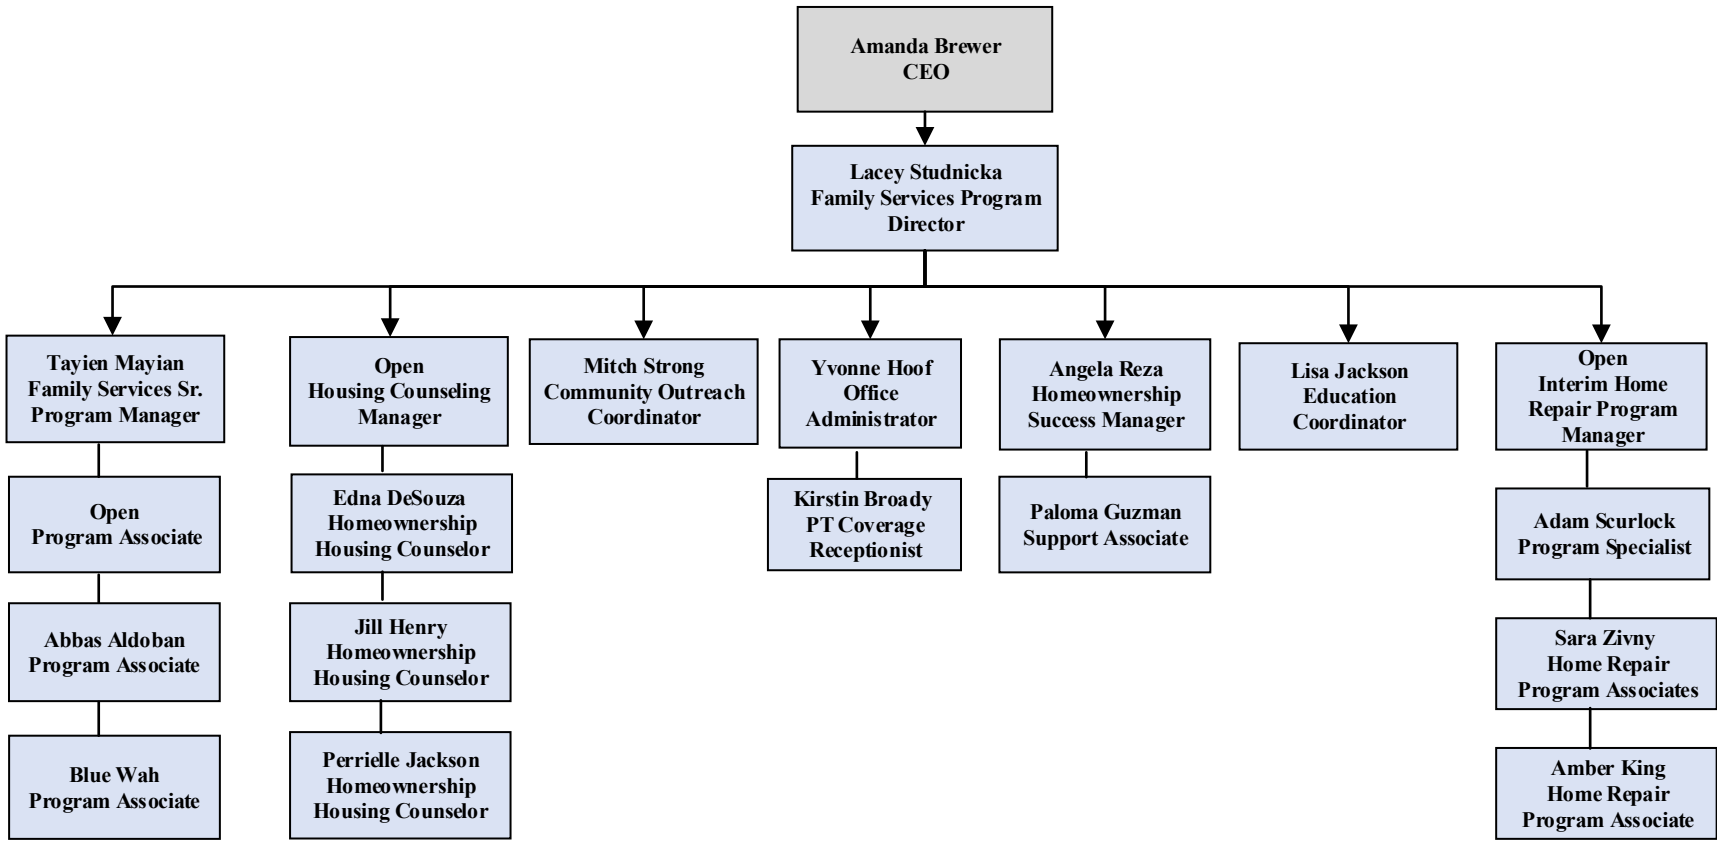 Amanda Brewer
CEO
Lacey Studnicka
Family Services Program
Director
Tayien Mayian
Family Services Sr.
Program Manager
Open
Housing Counseling
Manager
Mitch Strong
Community Outreach
Coordinator
Yvonne Hoof
Office
Administrator
Angela Reza
Homeownership
Success Manager
Lisa Jackson
Education
Coordinator
Open
Interim Home
Repair Program
Manager
Open
Program Associate
Edna DeSouza
Homeownership
Housing Counselor
Kirstin Broady
PT Coverage
Receptionist
Paloma Guzman
Support Associate
Adam Scurlock
Program Specialist
Abbas Aldoban
Program Associate
Jill Henry
Homeownership
Housing Counselor
Sara Zivny
Home Repair
Program Associates
Blue Wah
Program Associate
Perrielle Jackson
Homeownership
Housing Counselor
Amber King
Home Repair
Program Associate